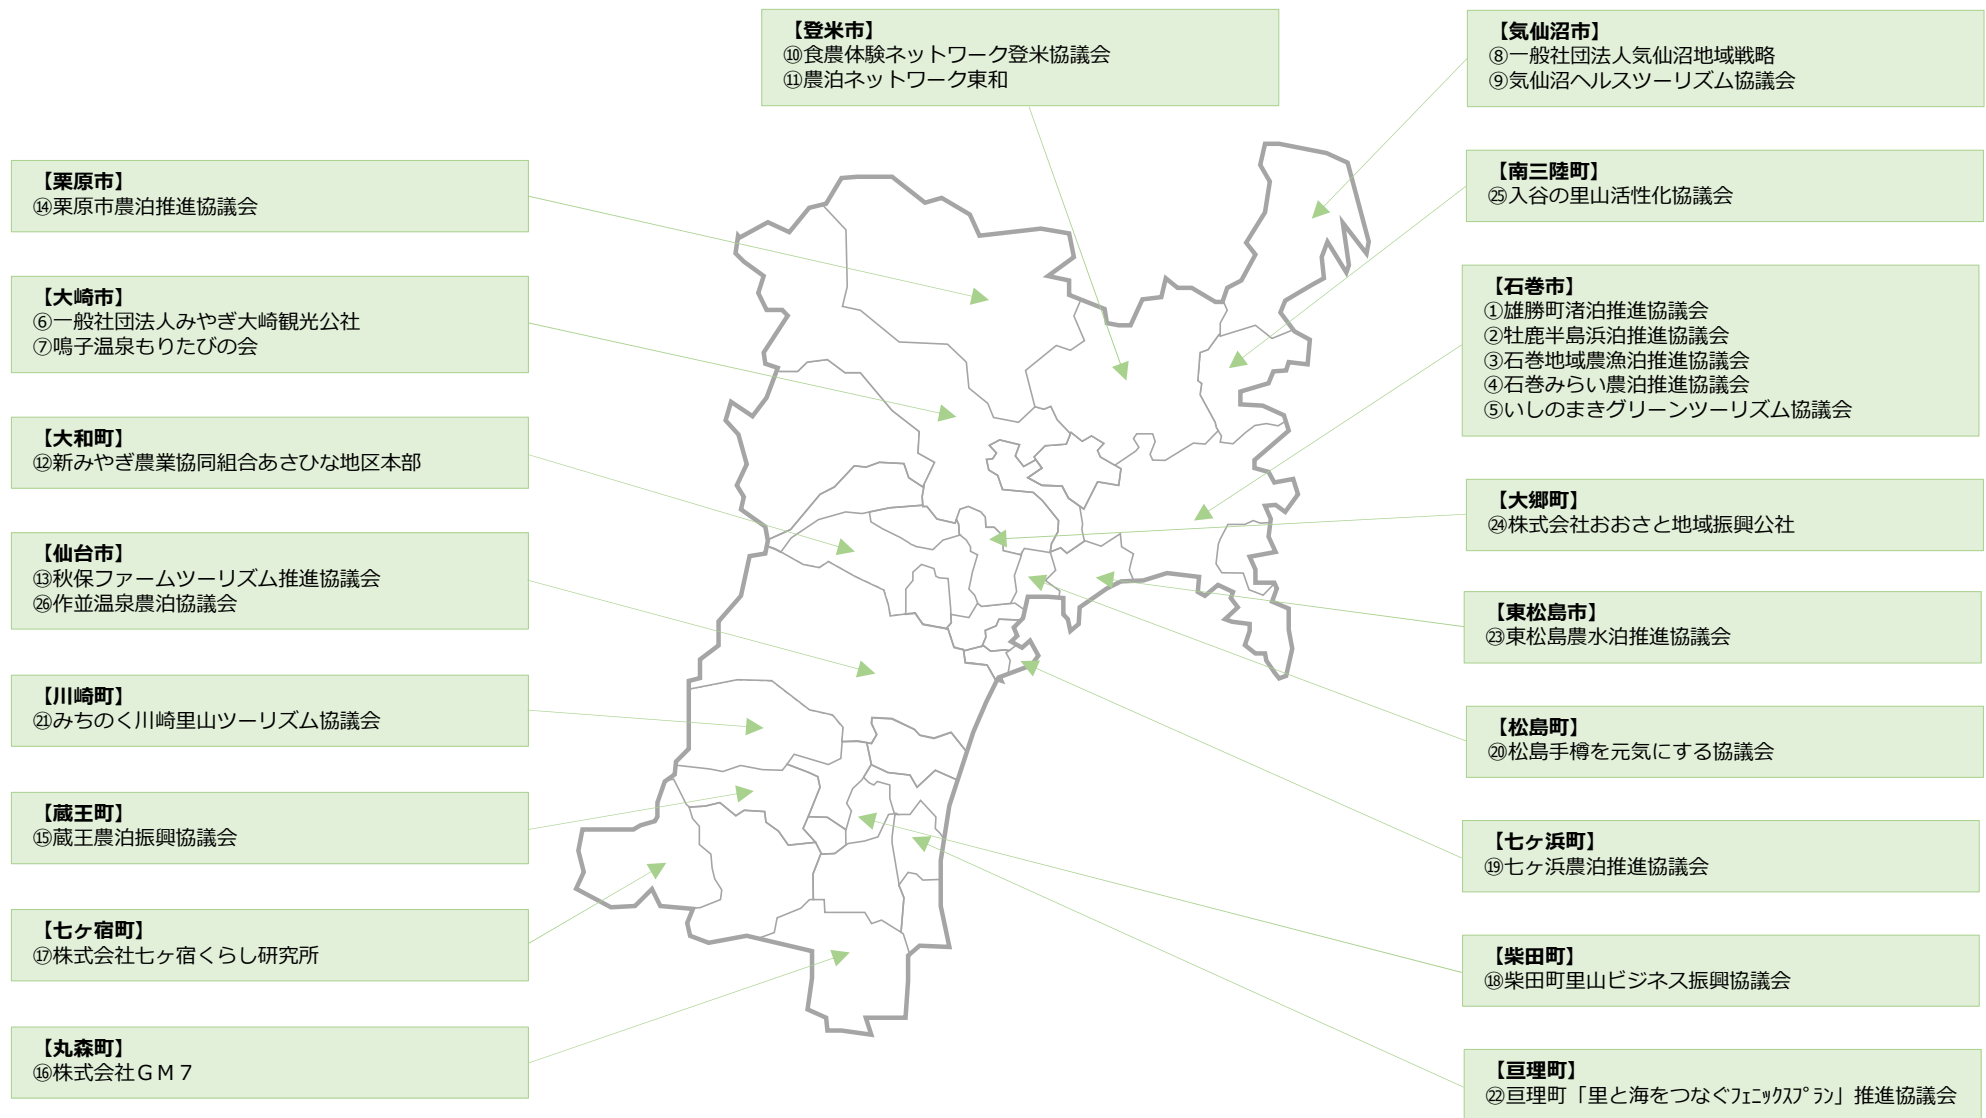 【登米市】
⑩食農体験ネットワーク登米協議会
⑪農泊ネットワーク東和
【気仙沼市】
⑧一般社団法人気仙沼地域戦略
⑨気仙沼ヘルスツーリズム協議会
【栗原市】
⑭栗原市農泊推進協議会
【南三陸町】
㉕入谷の里山活性化協議会
【大崎市】
⑥一般社団法人みやぎ大崎観光公社
⑦鳴子温泉もりたびの会
【石巻市】
①雄勝町渚泊推進協議会
②牡鹿半島浜泊推進協議会
③石巻地域農漁泊推進協議会
④石巻みらい農泊推進協議会
⑤いしのまきグリーンツーリズム協議会
【大和町】
⑫新みやぎ農業協同組合あさひな地区本部
【大郷町】
㉔株式会社おおさと地域振興公社
【仙台市】
⑬秋保ファームツーリズム推進協議会
㉖作並温泉農泊協議会
【東松島市】
㉓東松島農水泊推進協議会
【川崎町】
㉑みちのく川崎里山ツーリズム協議会
【松島町】
⑳松島手樽を元気にする協議会
【蔵王町】
⑮蔵王農泊振興協議会
【七ヶ浜町】
⑲七ヶ浜農泊推進協議会
【七ヶ宿町】
⑰株式会社七ヶ宿くらし研究所
【柴田町】
⑱柴田町里山ビジネス振興協議会
【丸森町】
⑯株式会社ＧＭ７
【亘理町】
㉒亘理町「里と海をつなぐﾌｪﾆｯｸｽﾌﾟﾗﾝ」推進協議会